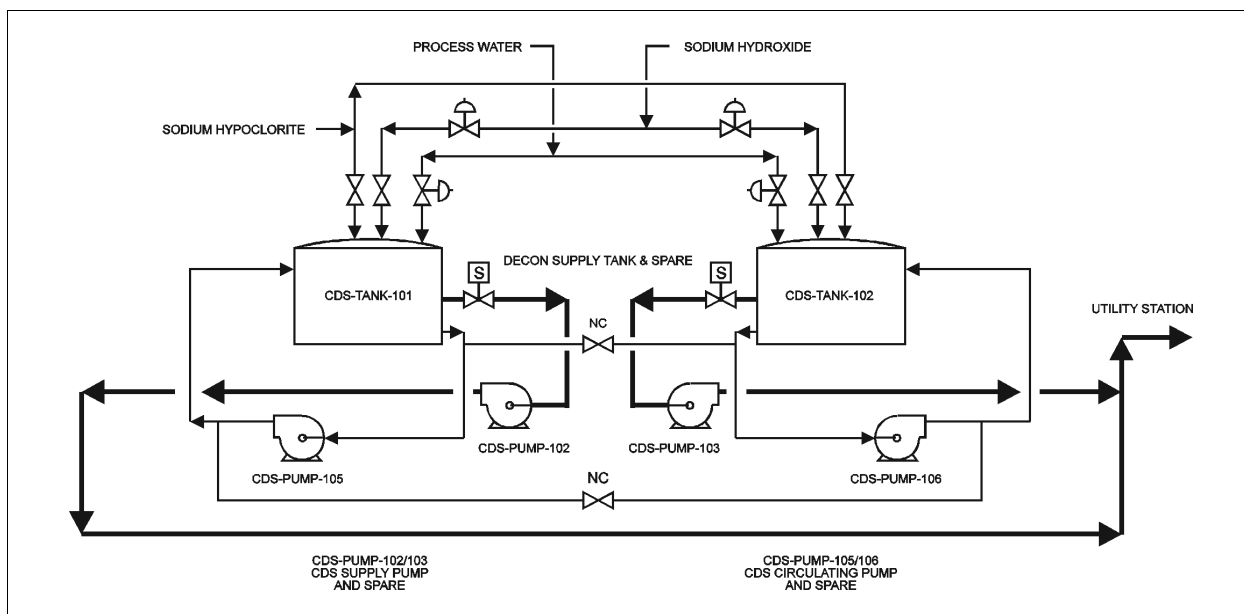 PROCESS WATER
SODIUM HYDROXIDE
SODIUM HYPOCLORITE
S
DECON SUPPLY TANK & SPARE
S
CDS-TANK-101
CDS-TANK-102
UTILITY STATION
NC
CDS-PUMP-102
CDS-PUMP-103
CDS-PUMP-105
CDS-PUMP-106
NC
CDS-PUMP-102/103
CDS SUPPLY PUMP
AND SPARE
CDS-PUMP-105/106
CDS CIRCULATING PUMP
AND SPARE